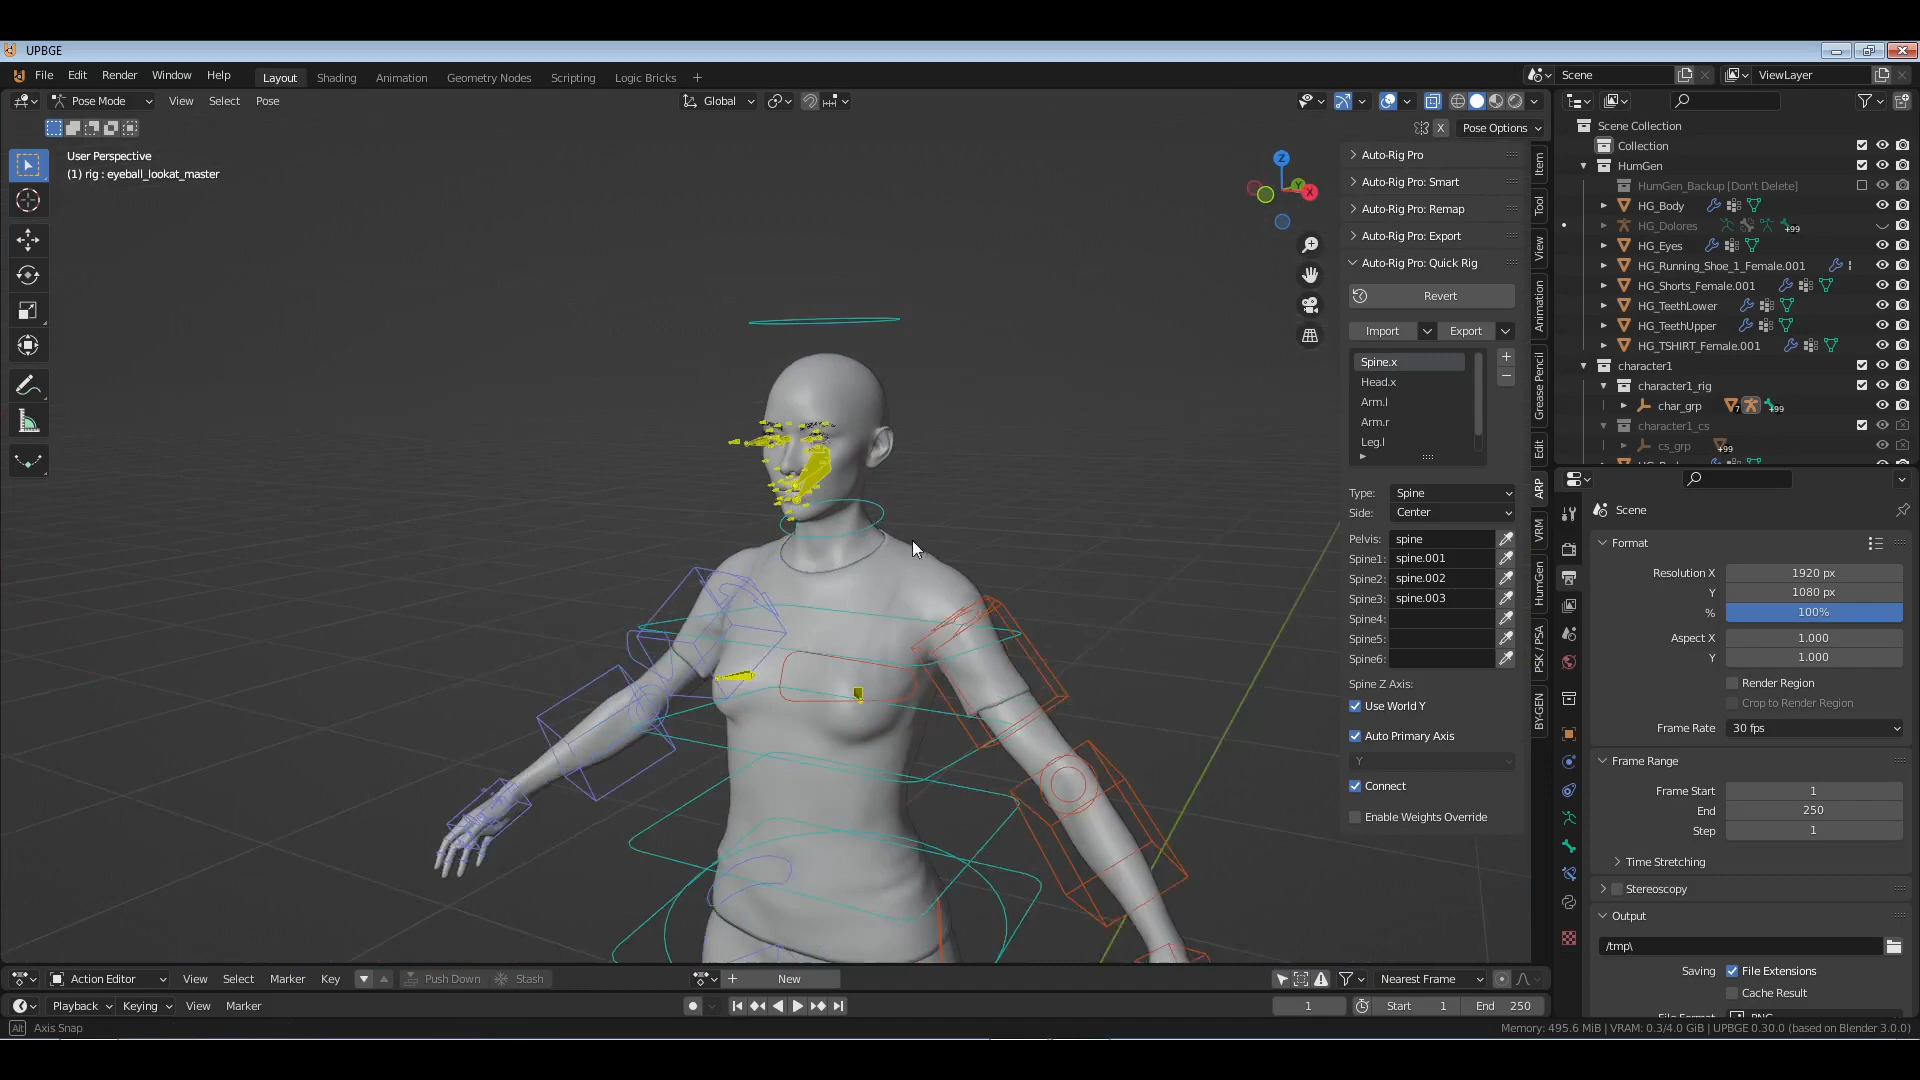 UPBGE
File Edit Render Window Help Layout Shading Animation Geometry Nodes Scripting Logic Bricks + Scene ViewLayer
Pose Mode View Select Pose Global
X Pose Options
User Perspective
(1) rig : eyeball_lookat_master
Z
Y
X
Auto-Rig Pro
Auto-Rig Pro: Smart
Auto-Rig Pro: Remap
Auto-Rig Pro: Export
Auto-Rig Pro: Quick Rig
Revert
Import Export
Spine.x
Head.x
Arm.l
Arm.r
Leg.l
Type: Spine
Side: Center
Pelvis: spine
Spine1: spine.001
Spine2: spine.002
Spine3: spine.003
Spine4:
Spine5:
Spine6:
Spine Z Axis:
Use World Y
Auto Primary Axis
Y
Connect
Enable Weights Override
Item
Tool
View
Animation
Grease Pencil
Edit
ARP
VRM
HumGen
PSK / PSA
BY-GEN
Scene Collection
Collection
HumGen
HumGen_Backup [Don't Delete]
HG_Body
HG_Dolores +99
HG_Eyes
HG_Running_Shoe_1_Female.001
HG_Shorts_Female.001
HG_TeethLower
HG_TeethUpper
HG_TSHIRT_Female.001
character1
character1_rig
char_grp 7 +99
character1_cs
cs_grp +99
Scene
Format
Resolution X 1920 px
Y 1080 px
% 100%
Aspect X 1.000
Y 1.000
Render Region
Crop to Render Region
Frame Rate 30 fps
Frame Range
Frame Start 1
End 250
Step 1
Time Stretching
Stereoscopy
Output
/tmp\
Saving File Extensions
Cache Result
Action Editor View Select Marker Key Push Down Stash + New Nearest Frame
Playback Keying View Marker 1 Start 1 End 250
Alt Axis Snap
Memory: 495.6 MiB | VRAM: 0.3/4.0 GiB | UPBGE 0.30.0 (based on Blender 3.0.0)